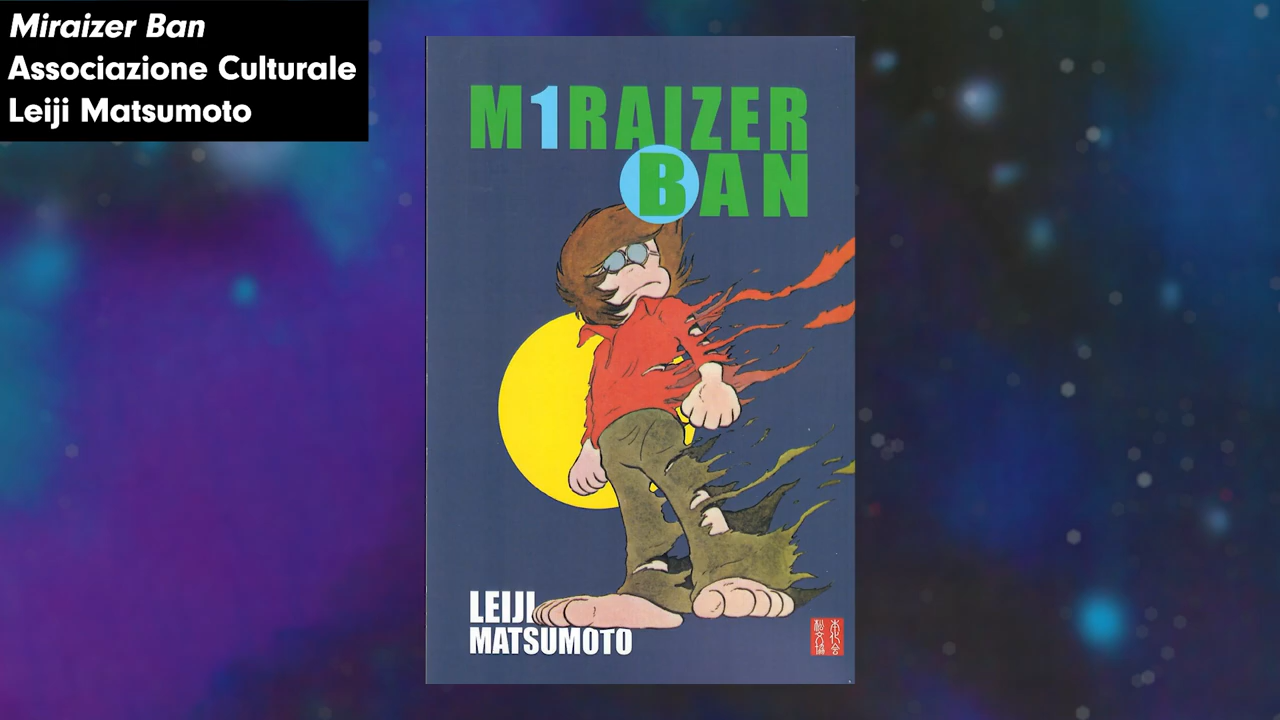 Miraizer Ban
Associazione Culturale
Leiji Matsumoto
M1RAIZER
BAN
LEIJI
MATSUMOTO